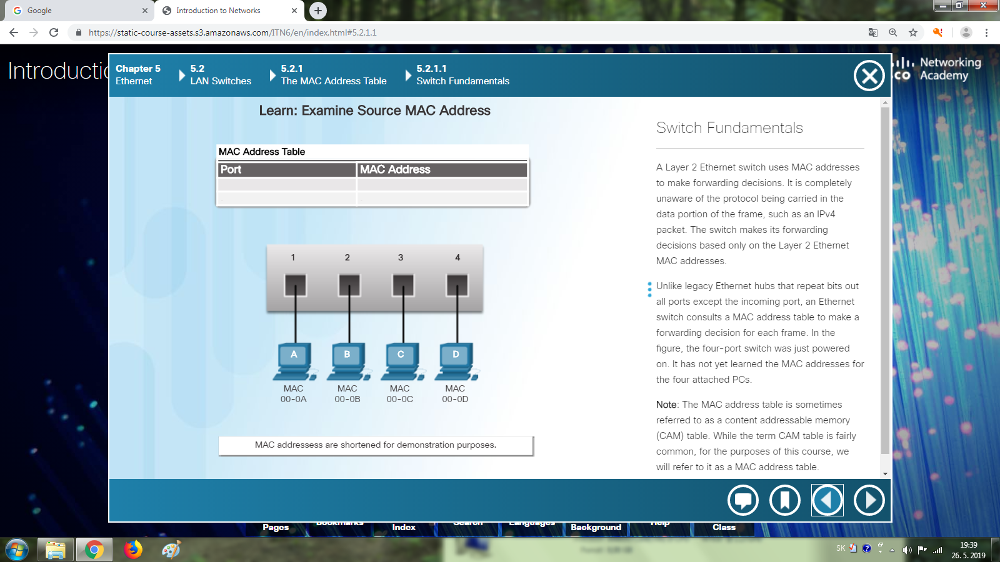 Google
Introduction to Networks
https://static-course-assets.s3.amazonaws.com/ITN6/en/index.html#5.2.1.1
Introductio
Chapter 5
Ethernet
5.2
LAN Switches
5.2.1
The MAC Address Table
5.2.1.1
Switch Fundamentals
Networking
CO Academy
Learn: Examine Source MAC Address
MAC Address Table
Port MAC Address
1 2 3 4
A B C D
MAC MAC MAC MAC
00-0A 00-0B 00-0C 00-0D
MAC addressess are shortened for demonstration purposes.
Switch Fundamentals
A Layer 2 Ethernet switch uses MAC addresses
to make forwarding decisions. It is completely
unaware of the protocol being carried in the
data portion of the frame, such as an IPv4
packet. The switch makes its forwarding
decisions based only on the Layer 2 Ethernet
MAC addresses.
Unlike legacy Ethernet hubs that repeat bits out
all ports except the incoming port, an Ethernet
switch consults a MAC address table to make a
forwarding decision for each frame. In the
figure, the four-port switch was just powered
on. It has not yet learned the MAC addresses for
the four attached PCs.
Note: The MAC address table is sometimes
referred to as a content addressable memory
(CAM) table. While the term CAM table is fairly
common, for the purposes of this course, we
will refer to it as a MAC address table.
Bookmarks Search Languages Help
Pages Index Background Class
SK
19:39
26. 5. 2019